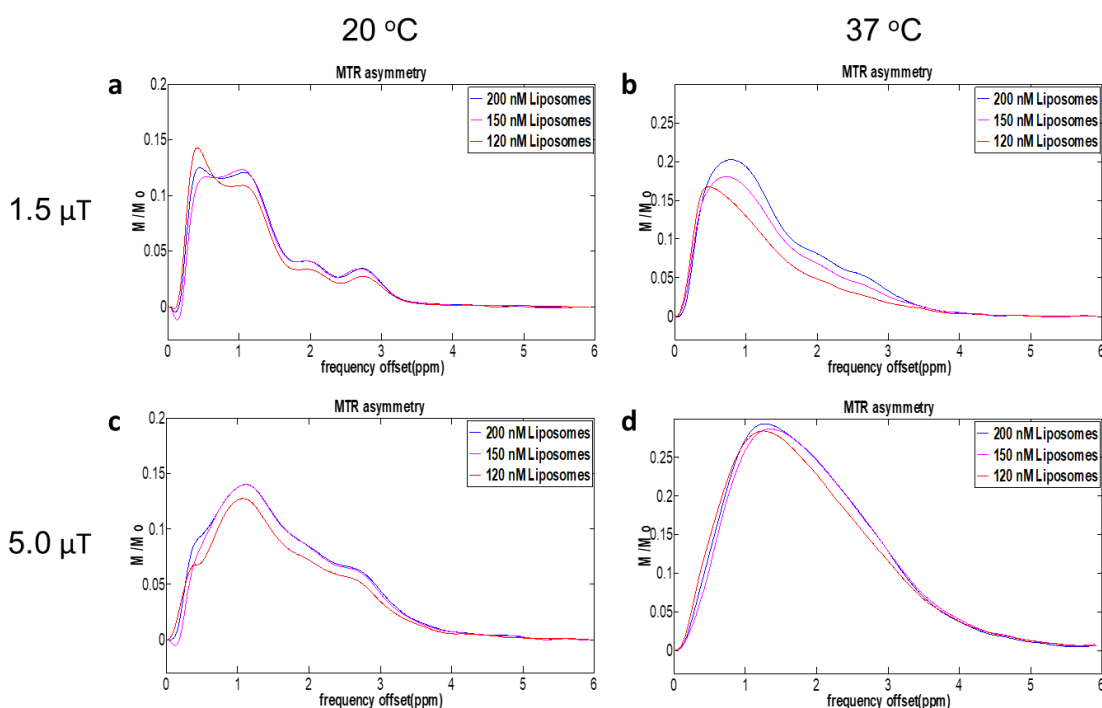 20 °C
37 °C
1.5 µT
5.0 µT
a
MTR asymmetry
0.2
0.15
0.1
0.05
0
M /Mo
200 nM Liposomes
150 nM Liposomes
120 nM Liposomes
0 1 2 3 4 5 6
frequency offset(ppm)
b
MTR asymmetry
0.25
0.2
0.15
0.1
0.05
0
M /Mo
200 nM Liposomes
150 nM Liposomes
120 nM Liposomes
0 1 2 3 4 5 6
frequency offset(ppm)
c
MTR asymmetry
0.2
0.15
0.1
0.05
0
M /Mo
200 nM Liposomes
150 nM Liposomes
120 nM Liposomes
0 1 2 3 4 5 6
frequency offset(ppm)
d
MTR asymmetry
0.25
0.2
0.15
0.1
0.05
0
M /Mo
200 nM Liposomes
150 nM Liposomes
120 nM Liposomes
0 1 2 3 4 5 6
frequency offset(ppm)